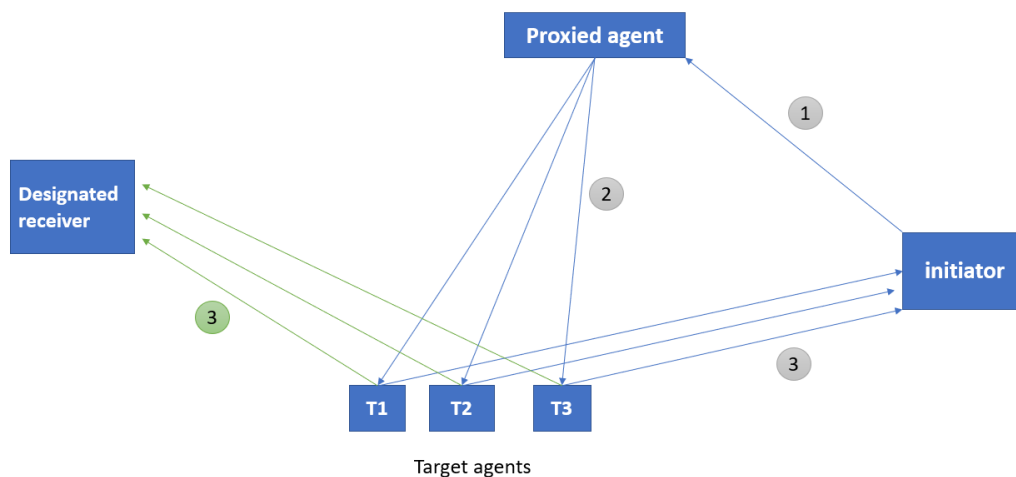 Proxied agent
1
2
Designated
receiver
initiator
3
3
T1
T2
T3
Target agents